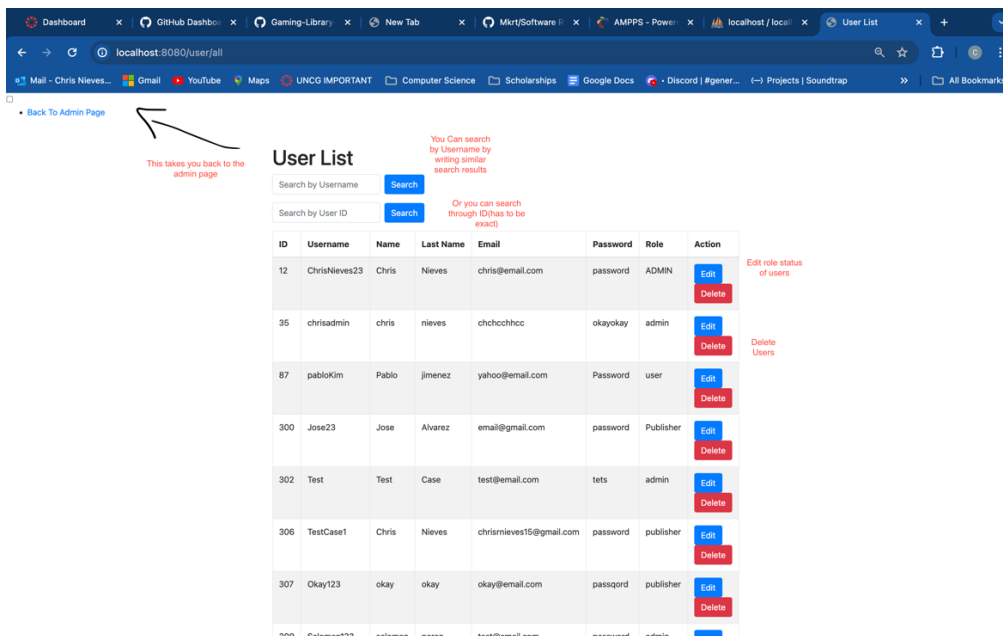 Dashboard
GitHub Dashboa
Gaming-Library
New Tab
Mkrt/Software R
AMPPS - Power
localhost / locall
User List
localhost:8080/user/all
C
Mail - Chris Nieves...
Gmail
YouTube
Maps
UNCG IMPORTANT
Computer Science
Scholarships
Google Docs
• Discord | #gener...
Projects | Soundtrap
»
All Bookmarks
• Back To Admin Page
This takes you back to the
admin page
User List
You Can search
by Username by
writing similar
search results
Search by Username Search
Search by User ID Search
Or you can search
through ID(has to be
exact)
ID Username Name Last Name Email Password Role Action
12 ChrisNieves23 Chris Nieves chris@email.com password ADMIN Edit
Delete
Edit role status
of users
35 chrisadmin chris nieves chchcchhcc okayokay admin Edit
Delete
Delete
Users
87 pabloKim Pablo jimenez yahoo@email.com Password user Edit
Delete
300 Jose23 Jose Alvarez email@gmail.com password Publisher Edit
Delete
302 Test Test Case test@email.com tets admin Edit
Delete
306 TestCase1 Chris Nieves chrisrnieves15@gmail.com password publisher Edit
Delete
307 Okay123 okay okay okay@email.com passqord publisher Edit
Delete